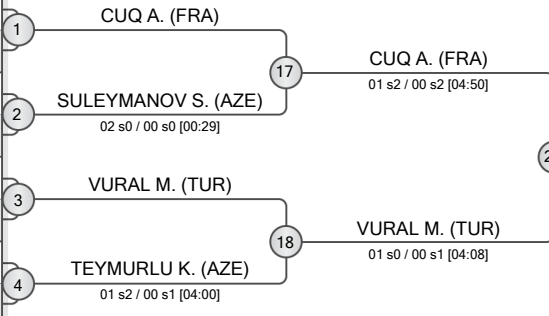 1
CUQ A. (FRA)
17
CUQ A. (FRA)
01 s2 / 00 s2 [04:50]
2
SULEYMANOV S. (AZE)
02 s0 / 00 s0 [00:29]
3
VURAL M. (TUR)
18
VURAL M. (TUR)
01 s0 / 00 s1 [04:08]
4
TEYMURLU K. (AZE)
01 s2 / 00 s1 [04:00]